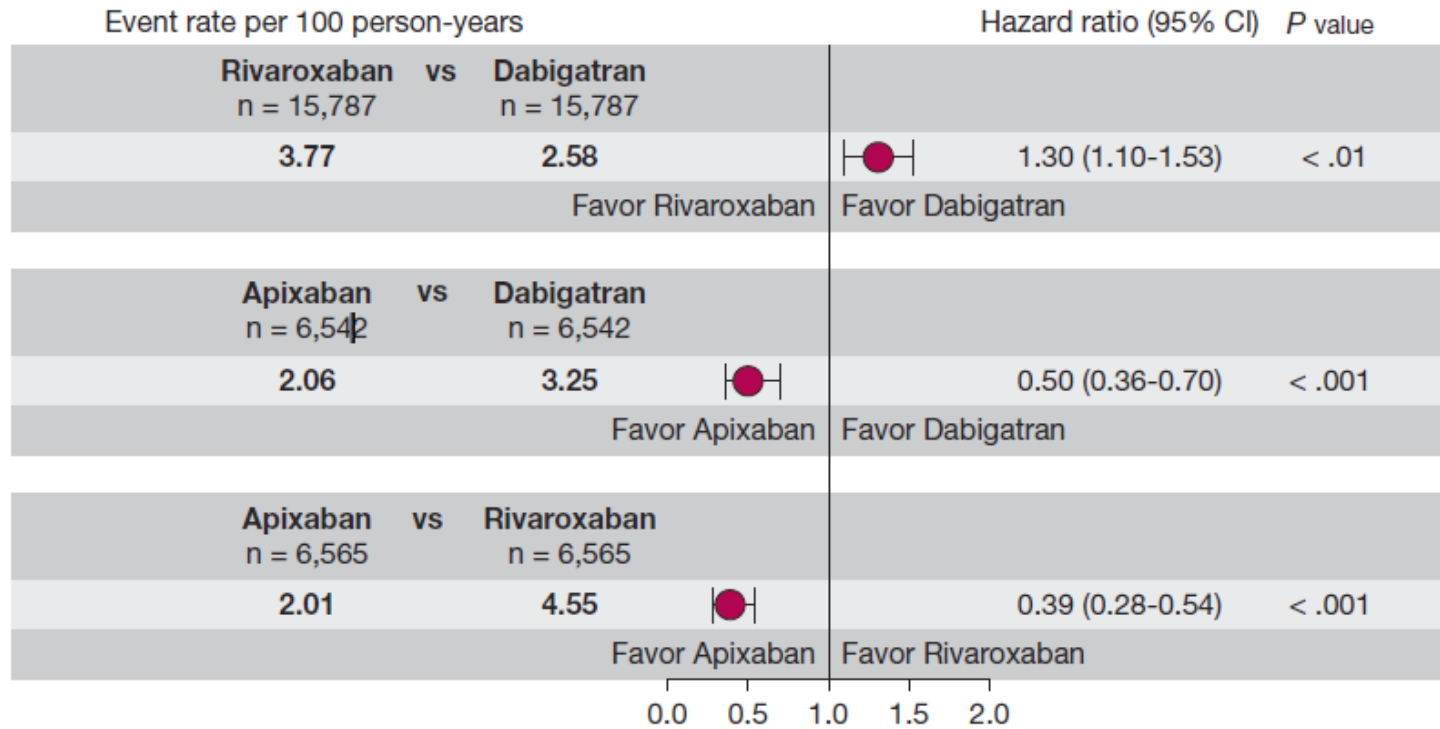 Event rate per 100 person-years Hazard ratio (95% CI) P value
Rivaroxaban vs Dabigatran
n = 15,787 n = 15,787
3.77 2.58 1.30 (1.10-1.53) < .01
Favor Rivaroxaban Favor Dabigatran
Apixaban vs Dabigatran
n = 6,542 n = 6,542
2.06 3.25 0.50 (0.36-0.70) < .001
Favor Apixaban Favor Dabigatran
Apixaban vs Rivaroxaban
n = 6,565 n = 6,565
2.01 4.55 0.39 (0.28-0.54) < .001
Favor Apixaban Favor Rivaroxaban
0.0 0.5 1.0 1.5 2.0